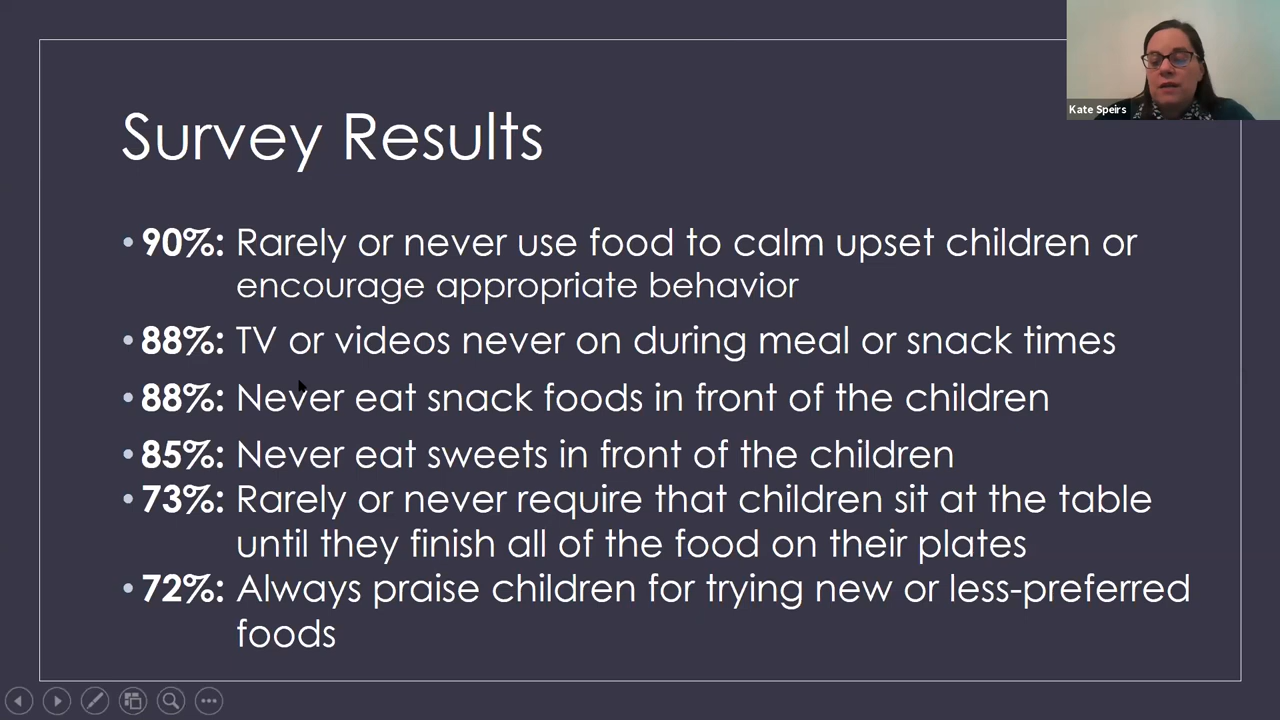 Kate Speirs
Survey Results
• 90%: Rarely or never use food to calm upset children or
encourage appropriate behavior
• 88%: TV or videos never on during meal or snack times
• 88%: Never eat snack foods in front of the children
• 85%: Never eat sweets in front of the children
• 73%: Rarely or never require that children sit at the table
until they finish all of the food on their plates
• 72%: Always praise children for trying new or less-preferred
foods